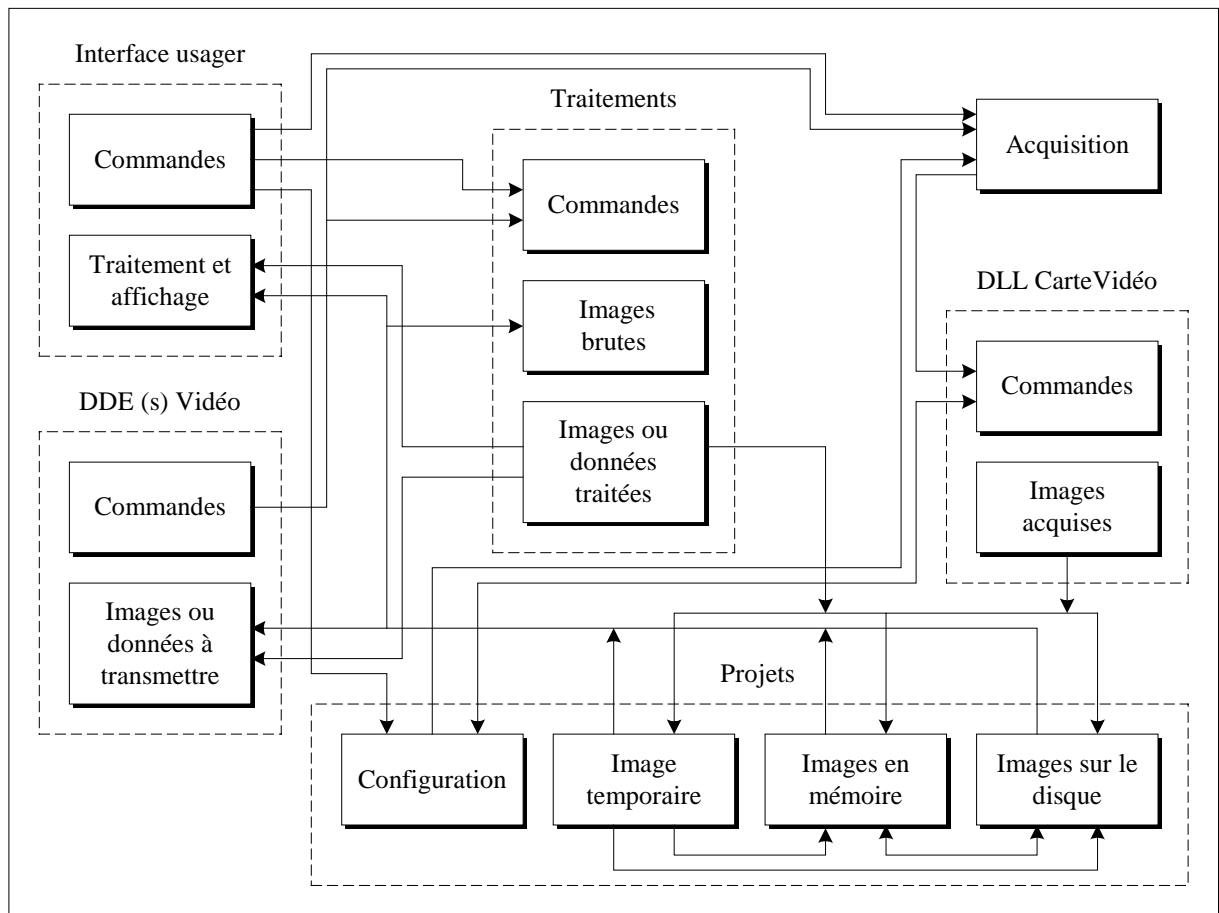 Interface usager
Commandes
Traitement et
affichage
DDE (s) Vidéo
Commandes
Images ou
données à
transmettre
Traitements
Commandes
Images
brutes
Images ou
données
traitées
Acquisition
DLL CarteVidéo
Commandes
Images
acquises
Projets
Configuration
Image
temporaire
Images en
mémoire
Images sur le
disque